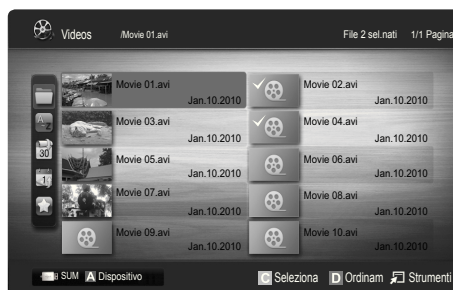 Videos /Movie 01.avi File 2 sel.nati 1/1 Pagina
Movie 01.avi Movie 02.avi
Jan.10.2010 Jan.10.2010
Movie 03.avi Movie 04.avi
Jan.10.2010 Jan.10.2010
Movie 05.avi Movie 06.avi
Jan.10.2010 Jan.10.2010
Movie 07.avi Movie 08.avi
Jan.10.2010 Jan.10.2010
Movie 09.avi Movie 10.avi
Jan.10.2010 Jan.10.2010
A Z
30
1
SUM A Dispositivo C Seleziona D Ordinam Strumenti